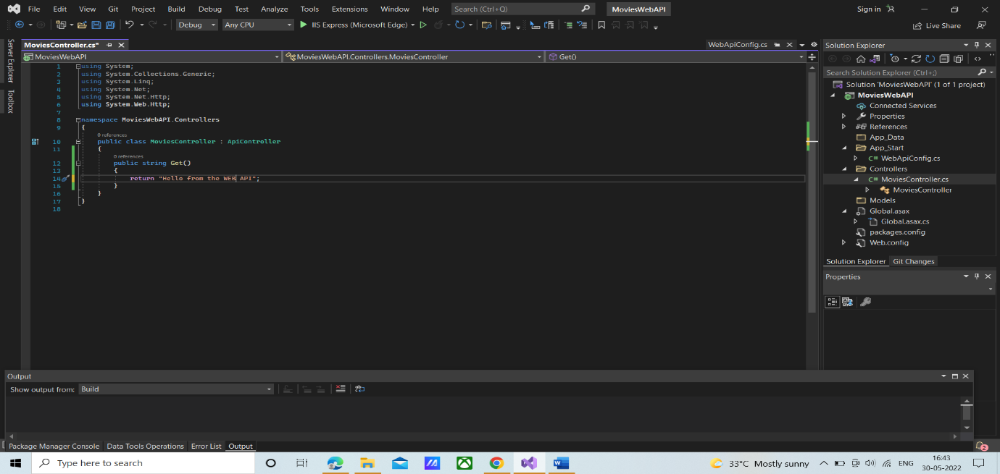 File Edit View Git Project Build Debug Test Analyze Tools Extensions Window Help Search (Ctrl+Q) MoviesWebAPI Sign in
Debug Any CPU IIS Express (Microsoft Edge) Live Share
Server Explorer
Toolbox
MoviesController.cs* WebApiConfig.cs
MoviesWebAPI MoviesWebAPI.Controllers.MoviesController Get()
1 using System;
2 using System.Collections.Generic;
3 using System.Linq;
4 using System.Net;
5 using System.Net.Http;
6 using System.Web.Http;
7
8 namespace MoviesWebAPI.Controllers
9 {
0 references
10 public class MoviesController : ApiController
11 {
0 references
12 public string Get()
13 {
14 return "Hello from the WEB API";
15 }
16 }
17 }
18
Solution Explorer
Search Solution Explorer (Ctrl+;)
Solution 'MoviesWebAPI' (1 of 1 project)
MoviesWebAPI
Connected Services
Properties
References
App_Data
App_Start
C# WebApiConfig.cs
Controllers
C# MoviesController.cs
MoviesController
Models
Global.asax
Global.asax.cs
packages.config
Web.config
Solution Explorer Git Changes
Properties
Output
Show output from: Build
Package Manager Console Data Tools Operations Error List Output
2
Type here to search
33°C Mostly sunny ENG
16:43
30-05-2022